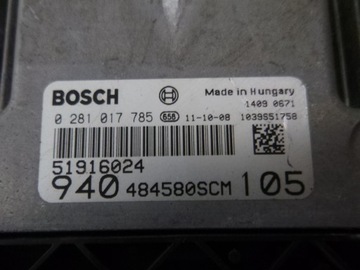 BOSCH
Made in Hungary
1409 0671
0 281 017 785
656
11-10-08
1039S51758
51916024
940 484580SCM 105